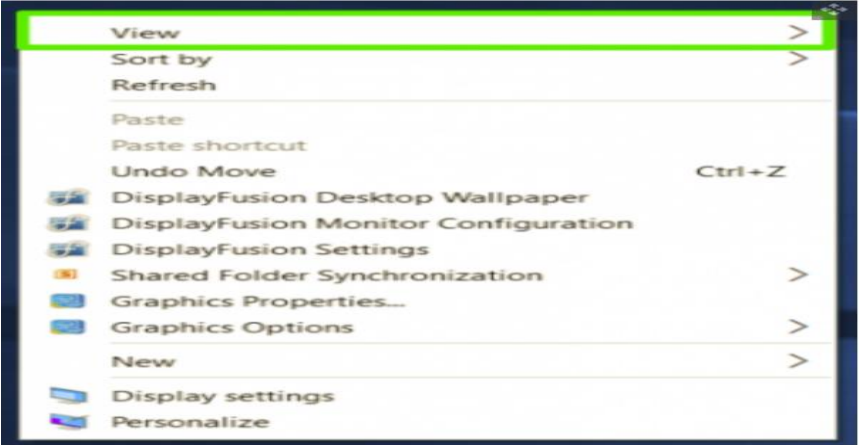 View
Sort by
Refresh
Paste
Paste shortcut
Undo Move Ctrl+Z
DisplayFusion Desktop Wallpaper
DisplayFusion Monitor Configuration
DisplayFusion Settings
Shared Folder Synchronization
Graphics Properties...
Graphics Options
New
Display settings
Personalize